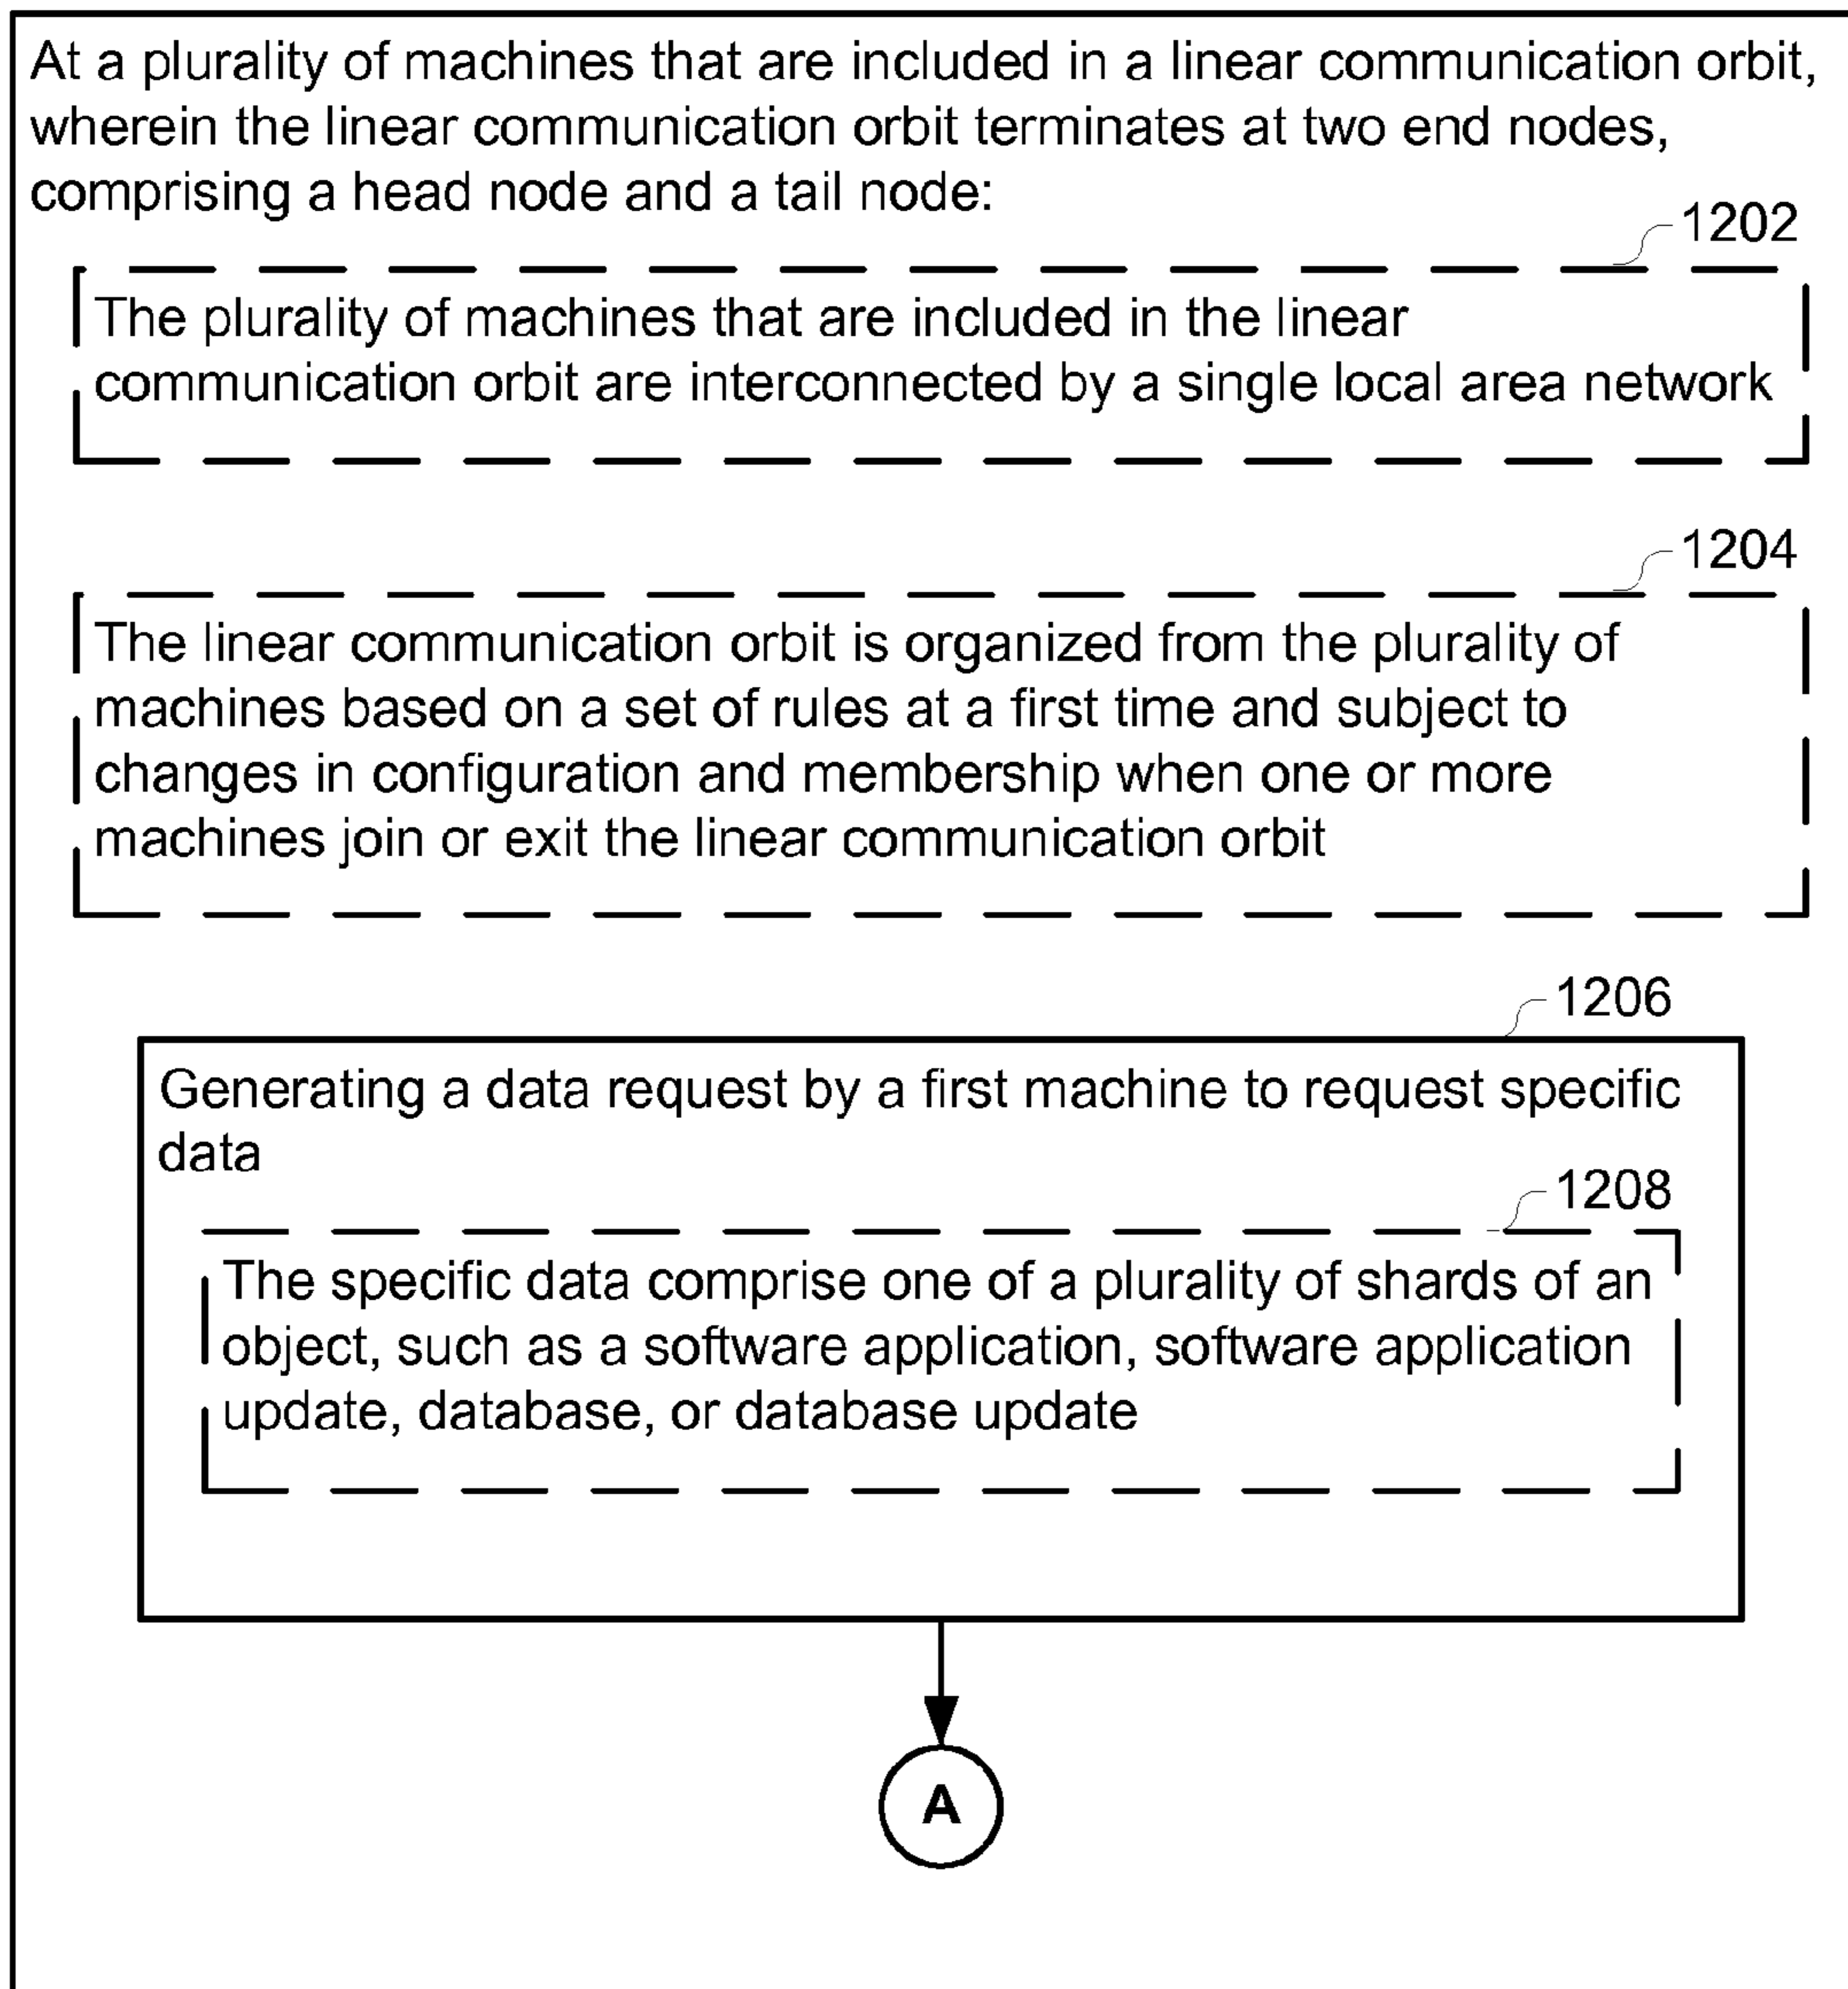 At a plurality of machines that are included in a linear communication orbit,
wherein the linear communication orbit terminates at two end nodes,
comprising a head node and a tail node:
1202
The plurality of machines that are included in the linear
communication orbit are interconnected by a single local area network
1204
The linear communication orbit is organized from the plurality of
machines based on a set of rules at a first time and subject to
changes in configuration and membership when one or more
machines join or exit the linear communication orbit
1206
Generating a data request by a first machine to request specific
data
1208
The specific data comprise one of a plurality of shards of an
object, such as a software application, software application
update, database, or database update
A